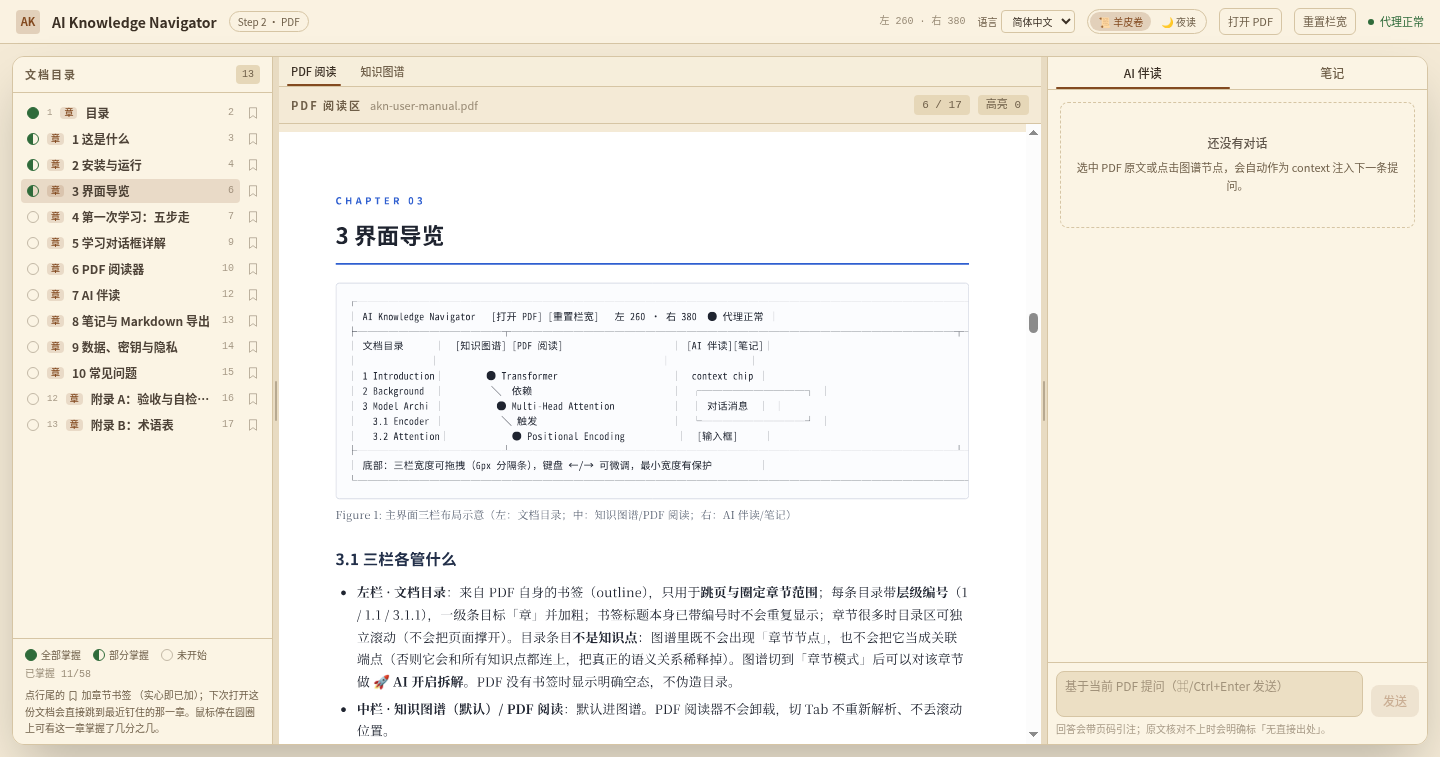 AK AI Knowledge Navigator Step 2 · PDF 左 260 · 右 380 语言 简体中文 📜 羊皮卷 🌙 夜读 打开 PDF 重置栏宽 ● 代理正常
文档目录 13
1 章 目录 2
章 1 这是什么 3
章 2 安装与运行 4
章 3 界面导览 6
章 4 第一次学习：五步走 7
章 5 学习对话框详解 9
章 6 PDF 阅读器 10
章 7 AI 伴读 12
章 8 笔记与 Markdown 导出 13
章 9 数据、密钥与隐私 14
章 10 常见问题 15
12 章 附录 A：验收与自检… 16
13 章 附录 B：术语表 17
全部掌握 部分掌握 未开始
已掌握 11/58
点行尾的 口 加章节书签 （实心即已加）；下次打开这
份文档会直接跳到最近钉住的那一章。鼠标停在圆圈
上可看这一章掌握了几分之几。
PDF 阅读 知识图谱
PDF 阅读区 akn-user-manual.pdf 6 / 17 高亮 0
CHAPTER 03
3 界面导览
AI Knowledge Navigator [打开 PDF] [重置栏宽] 左 260 · 右 380 ● 代理正常
文档目录 [知识图谱] [PDF 阅读] [AI 伴读][笔记]
1 Introduction ● Transformer context chip
2 Background ＼ 依赖
3 Model Archi ● Multi-Head Attention 对话消息
3.1 Encoder ＼ 触发
3.2 Attention ● Positional Encoding [输入框]
底部：三栏宽度可拖拽（6px 分隔条），键盘 ←/→ 可微调，最小宽度有保护
Figure 1: 主界面三栏布局示意（左：文档目录；中：知识图谱/PDF 阅读；右：AI 伴读/笔记）
3.1 三栏各管什么
• 左栏 · 文档目录：来自 PDF 自身的书签（outline），只用于跳页与圈定章节范围；每条目录带层级编号（1
/ 1.1 / 3.1.1），一级条目标「章」并加粗；书签标题本身已带编号时不会重复显示；章节很多时目录区可独
立滚动（不会把页面撑开）。目录条目不是知识点：图谱里既不会出现「章节节点」，也不会把它当成关联
端点（否则它会和所有知识点都连上，把真正的语义关系稀释掉）。图谱切到「章节模式」后可以对该章节
做 🚀 AI 开启拆解。PDF 没有书签时显示明确空态，不伪造目录。
• 中栏 · 知识图谱（默认）/ PDF 阅读：默认进图谱。PDF 阅读器不会卸载，切 Tab 不重新解析、不丢滚动
位置。
AI 伴读 笔记
还没有对话
选中 PDF 原文或点击图谱节点，会自动作为 context 注入下一条提
问。
基于当前 PDF 提问（⌘/Ctrl+Enter 发送）
发送
回答会带页码引注；原文核对不上时会明确标「无直接出处」。